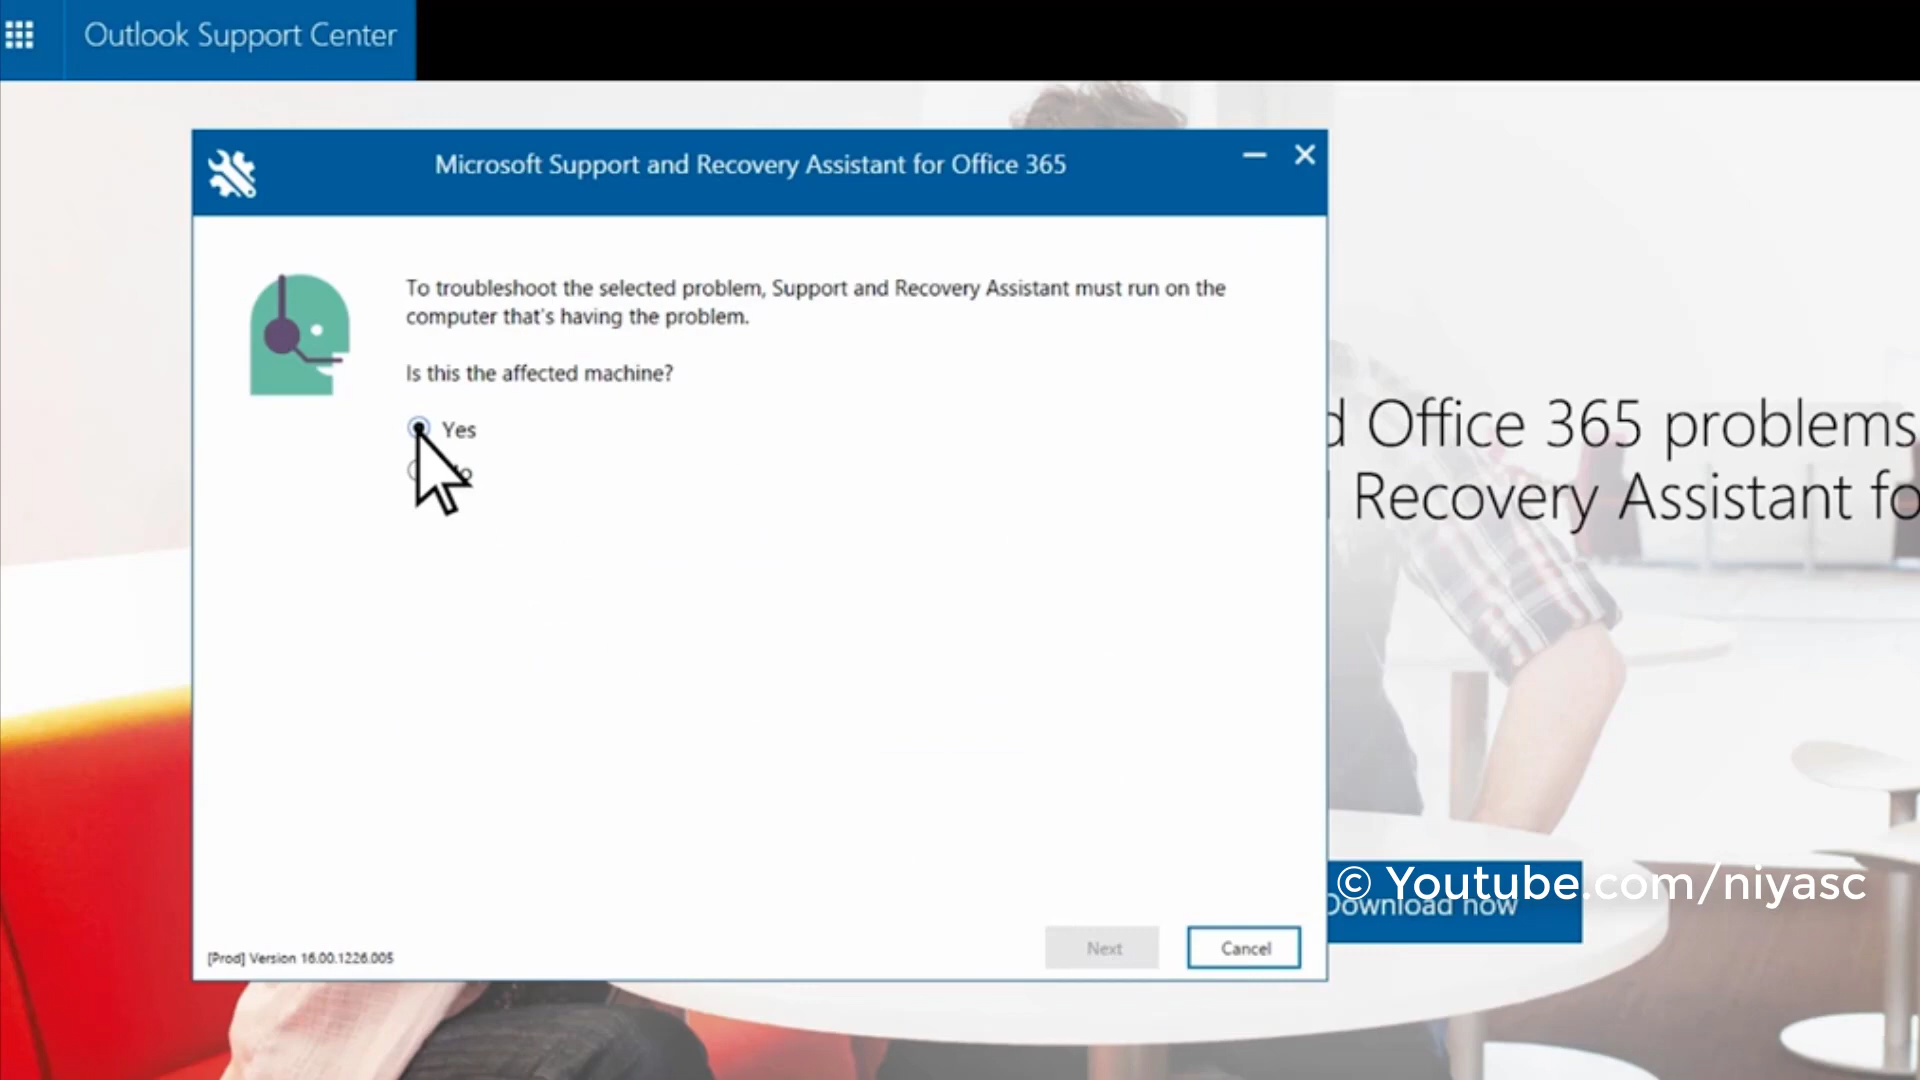 Outlook Support Center
Microsoft Support and Recovery Assistant for Office 365
To troubleshoot the selected problem, Support and Recovery Assistant must run on the
computer that's having the problem.
Is this the affected machine?
Yes
Office 365 problems
Recovery Assistant fo
© Youtube.com/niyasc
Download now
Next
Cancel
[Prod] Version 16.00.1226.005